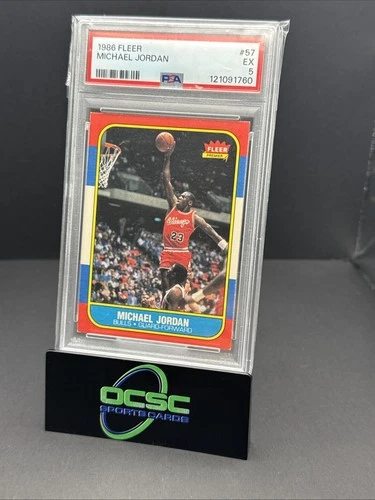 1986 FLEER #57
MICHAEL JORDAN EX
PSA 5
121091760
FLEER
PREMIER
Chicago
23
MICHAEL JORDAN
BULLS • GUARD-FORWARD
OCSC
SPORTS CARDS